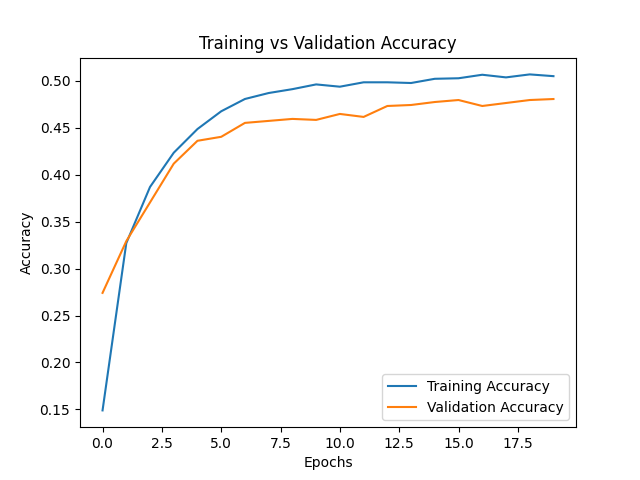 Training vs Validation Accuracy
Accuracy
0.50
0.45
0.40
0.35
0.30
0.25
0.20
0.15
Training Accuracy
Validation Accuracy
0.0 2.5 5.0 7.5 10.0 12.5 15.0 17.5
Epochs